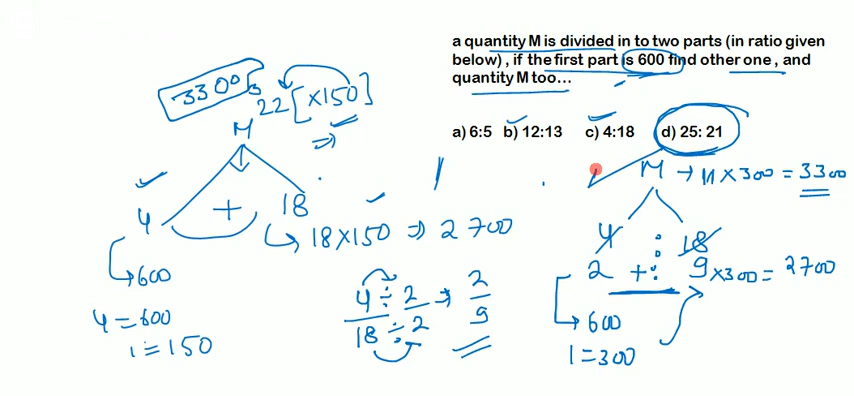 a quantity M is divided in to two parts (in ratio given
below) , if the first part is 600 find other one , and
quantity M too...
a) 6:5 b) 12:13 c) 4:18 d) 25: 21
3300
22 [×150]
M
4 + 18
18×150 ⇒ 2700
600
4 = 600
1 = 150
4 ÷ 2 → 2
18 ÷ 2 9
M → 11 × 300 = 3300
4 : 18
2 + : 9 × 300 = 2700
600
1 = 300